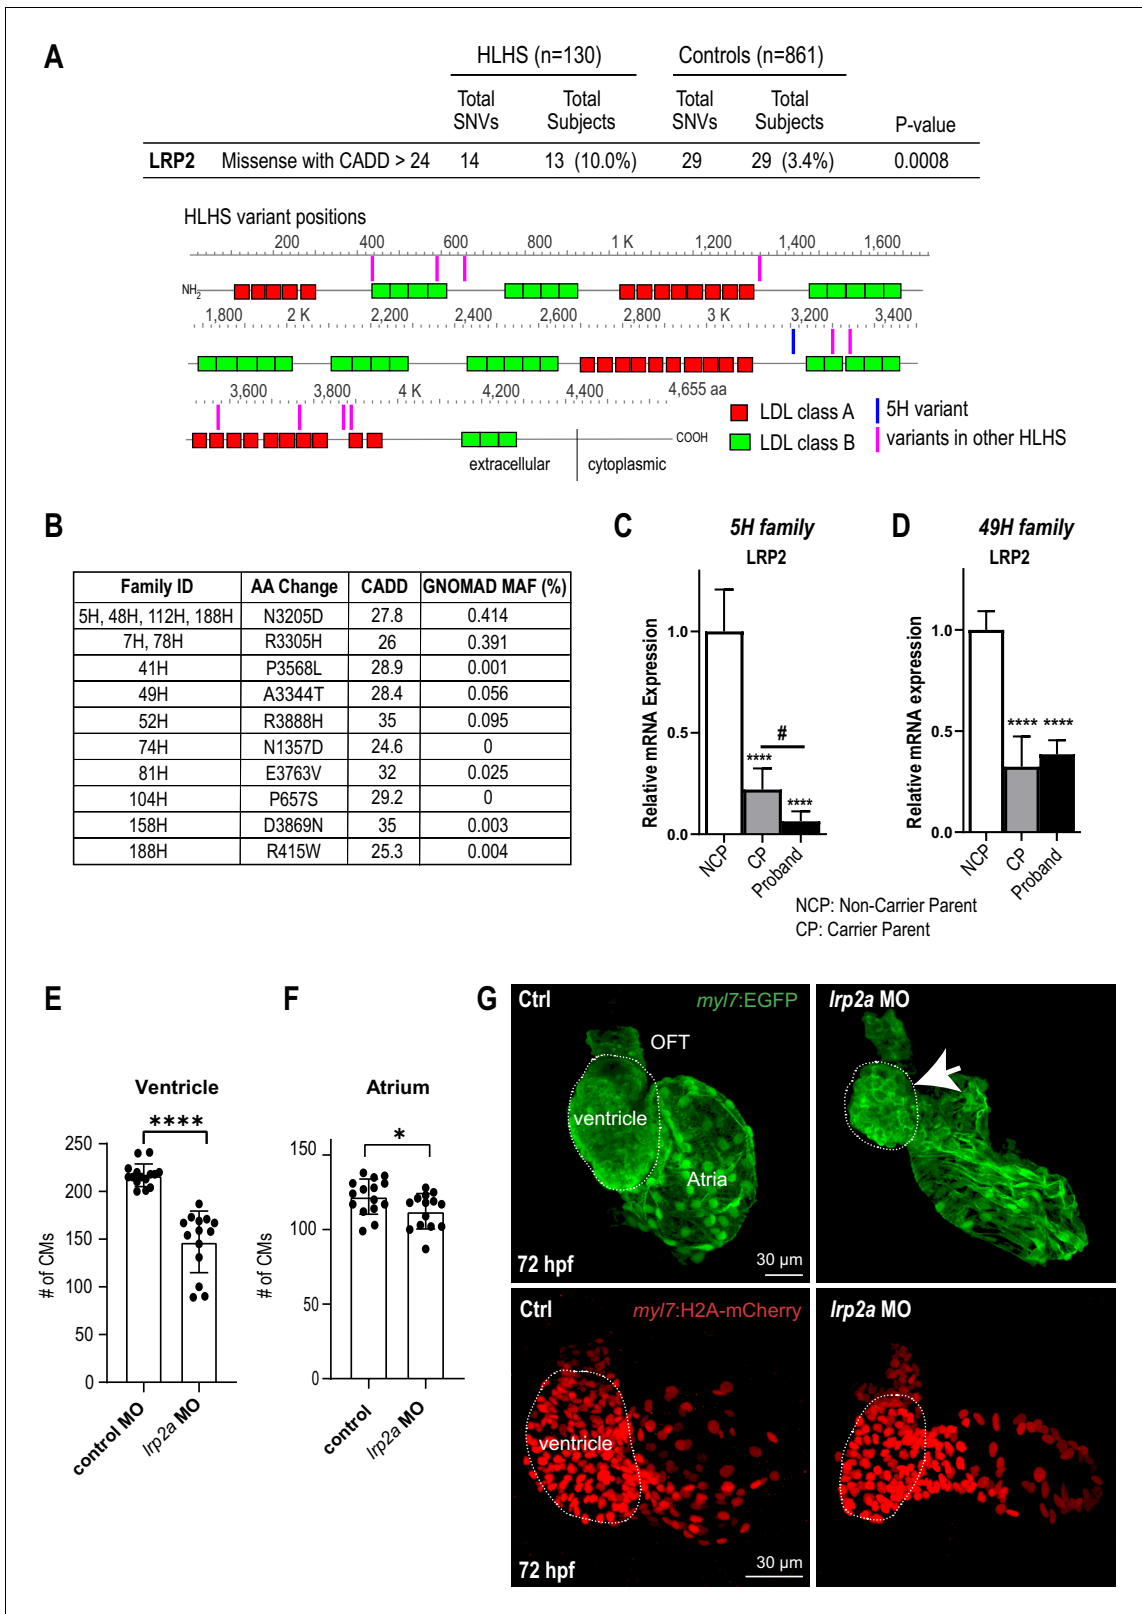 A
HLHS (n=130) Controls (n=861)
Total SNVs Total Subjects Total SNVs Total Subjects P-value
LRP2 Missense with CADD > 24 14 13 (10.0%) 29 29 (3.4%) 0.0008
HLHS variant positions
200 400 600 800 1 K 1,200 1,400 1,600
NH2
1,800 2 K 2,200 2,400 2,600 2,800 3 K 3,200 3,400
3,600 3,800 4 K 4,200 4,400 4,655 aa
COOH
extracellular cytoplasmic
LDL class A 5H variant
LDL class B variants in other HLHS
B
Family ID AA Change CADD GNOMAD MAF (%)
5H, 48H, 112H, 188H N3205D 27.8 0.414
7H, 78H R3305H 26 0.391
41H P3568L 28.9 0.001
49H A3344T 28.4 0.056
52H R3888H 35 0.095
74H N1357D 24.6 0
81H E3763V 32 0.025
104H P657S 29.2 0
158H D3869N 35 0.003
188H R415W 25.3 0.004
C
5H family
LRP2
Relative mRNA Expression
1.0
0.5
0.0
**** # ****
NCP CP Proband
D
49H family
LRP2
Relative mRNA expression
1.0
0.5
0.0
**** ****
NCP CP Proband
NCP: Non-Carrier Parent
CP: Carrier Parent
E
Ventricle
****
# of CMs
250
200
150
100
50
0
control MO lrp2a MO
F
Atrium
*
# of CMs
150
100
50
0
control lrp2a MO
G
Ctrl myl7:EGFP
OFT
ventricle
Atria
72 hpf 30 µm
lrp2a MO
Ctrl myl7:H2A-mCherry
ventricle
72 hpf 30 µm
lrp2a MO